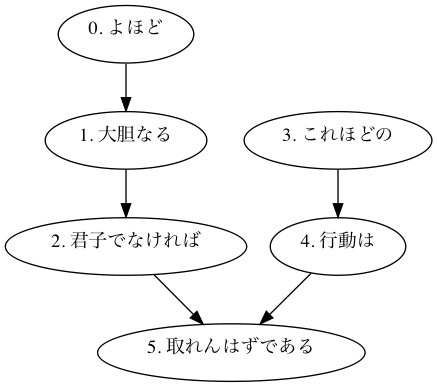 0. よほど
1. 大胆なる
3. これほどの
2. 君子でなければ
4. 行動は
5. 取れんはずである